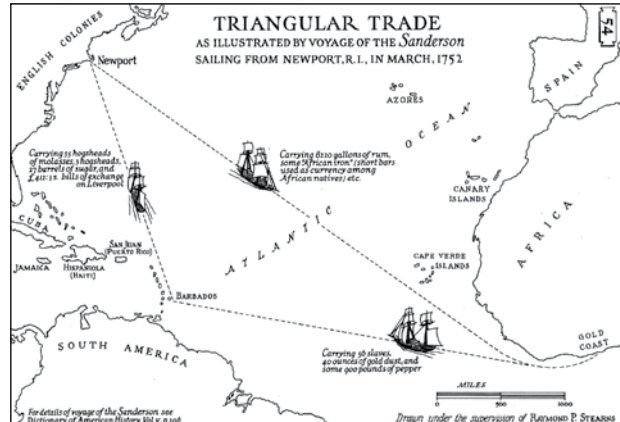 TRIANGULAR TRADE
AS ILLUSTRATED BY VOYAGE OF THE Sanderson
SAILING FROM NEWPORT, R.I., IN MARCH, 1752
54
ENGLISH COLONIES
Newport
SPAIN
AZORES
OCEAN
Carrying 55 hogsheads
of molasses, 3 hogsheads,
27 barrels of sugar, and
bills of exchange
on Liverpool
Carrying 8220 gallons of rum,
some "African iron" (short bars
used as currency among
African natives) etc.
CANARY
ISLANDS
CUBA
ATLANTIC
AFRICA
SAN JUAN
(PUERTO RICO)
JAMAICA
HISPANIOLA
(HAITI)
CAPE VERDE
ISLANDS
BARBADOS
GOLD
COAST
SOUTH AMERICA
Carrying 56 slaves,
40 ounces of gold dust, and
some 900 pounds of pepper
MILES
0 500 1000
For details of voyage of the Sanderson see
Dictionary of American History Vol. V, p.
Drawn under the supervision of RAYMOND P. STEARNS